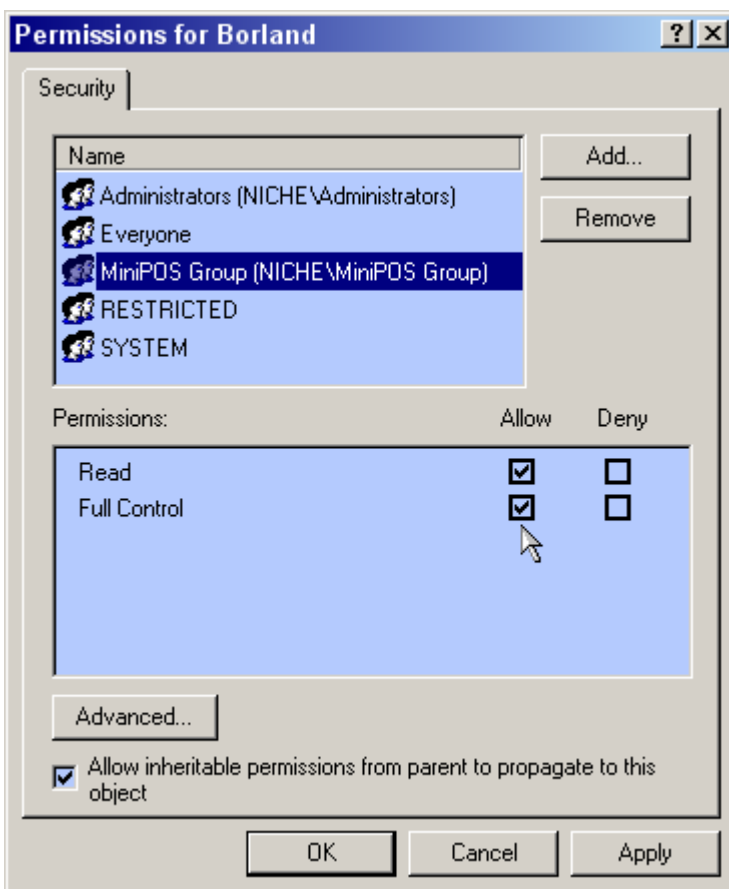 Permissions for Borland
Security
Name
Add...
Administrators (NICHE\Administrators)
Remove
Everyone
MiniPOS Group (NICHE\MiniPOS Group)
RESTRICTED
SYSTEM
Permissions: Allow Deny
Read
Full Control
Advanced...
Allow inheritable permissions from parent to propagate to this
object
OK Cancel Apply